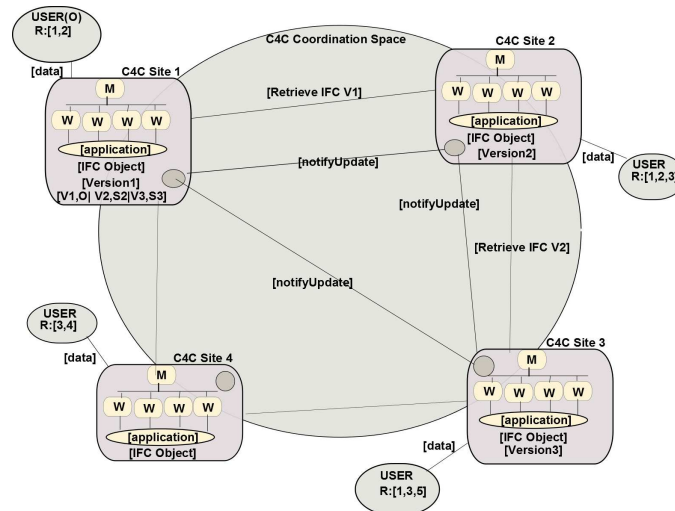 USER(O)
R:[1,2]
[data]
C4C Site 1
M
W W W W
[application]
[IFC Object]
[Version1]
[V1,O| V2,S2|V3,S3]
C4C Coordination Space
C4C Site 2
M
W W W W
[application]
[IFC Object]
[Version2]
[data]
USER
R:[1,2,3]
[Retrieve IFC V1]
[notifyUpdate]
[notifyUpdate]
[Retrieve IFC V2]
[notifyUpdate]
USER
R:[3,4]
[data]
C4C Site 4
M
W W W W
[application]
[IFC Object]
C4C Site 3
M
W W W W
[application]
[IFC Object]
[Version3]
[data]
USER
R:[1,3,5]